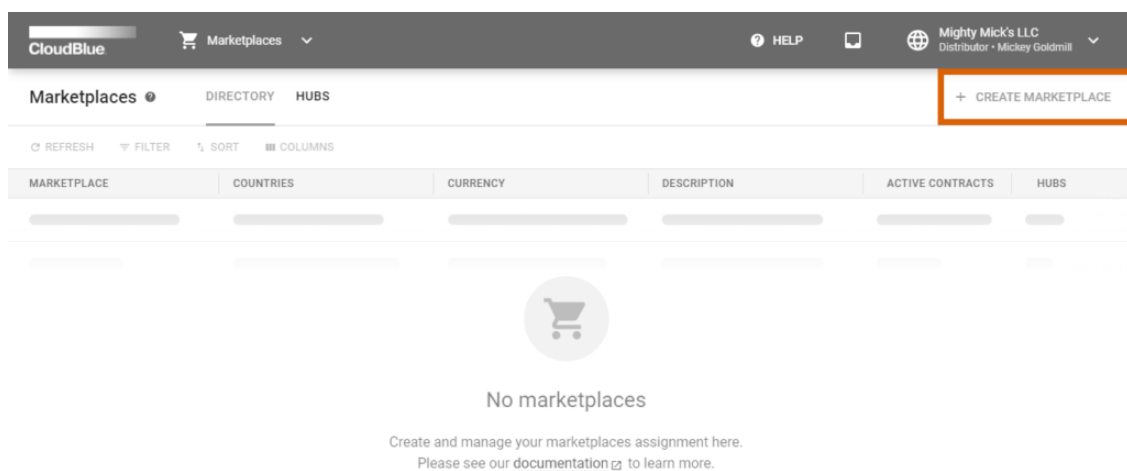 CloudBlue
Marketplaces
HELP
Mighty Mick's LLC
Distributor • Mickey Goldmill
Marketplaces
DIRECTORY
HUBS
+ CREATE MARKETPLACE
REFRESH
FILTER
SORT
COLUMNS
MARKETPLACE
COUNTRIES
CURRENCY
DESCRIPTION
ACTIVE CONTRACTS
HUBS
No marketplaces
Create and manage your marketplaces assignment here.
Please see our documentation to learn more.